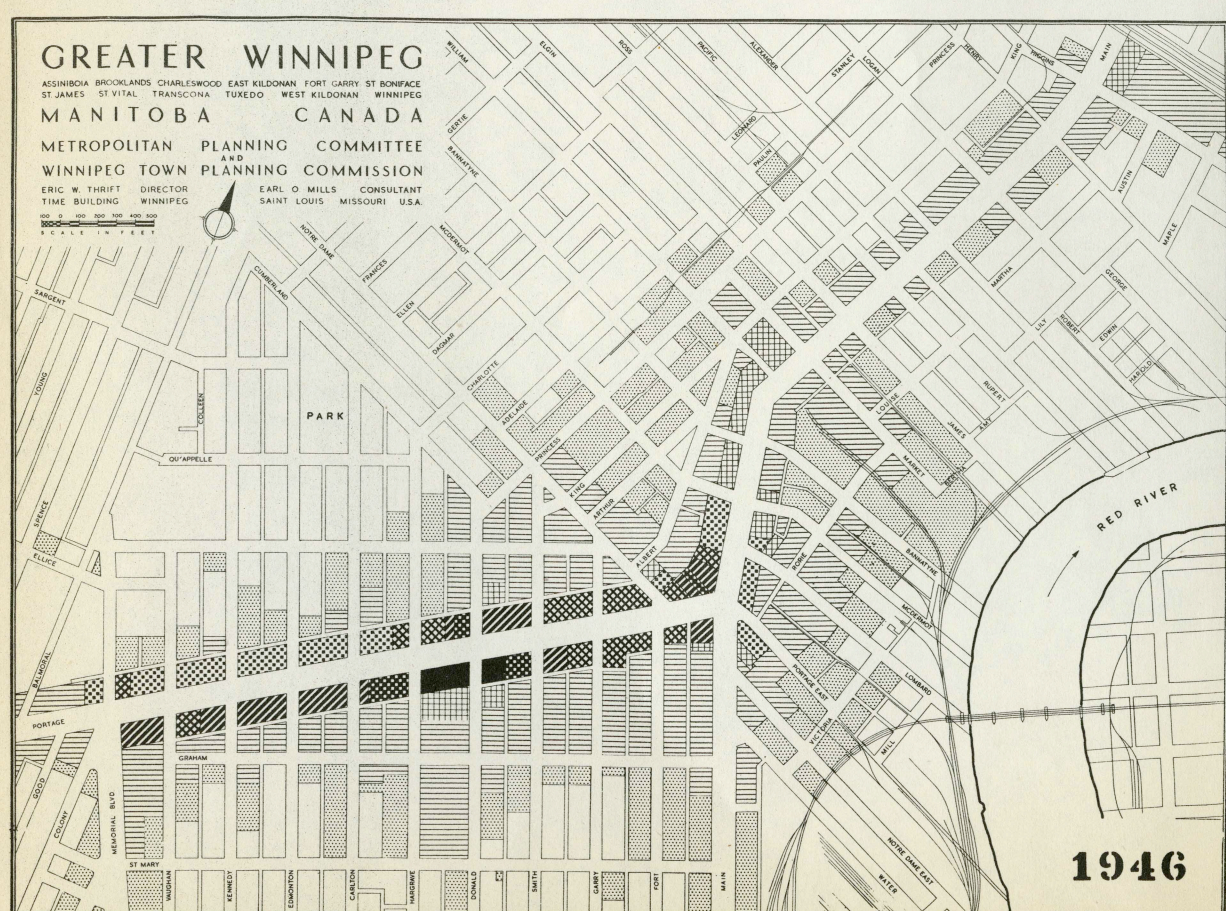 GREATER WINNIPEG
ASSINIBOIA BROOKLANDS CHARLESWOOD EAST KILDONAN FORT GARRY ST BONIFACE
ST. JAMES ST. VITAL TRANSCONA TUXEDO WEST KILDONAN WINNIPEG
MANITOBA CANADA
METROPOLITAN PLANNING COMMITTEE
AND
WINNIPEG TOWN PLANNING COMMISSION
ERIC W. THRIFT DIRECTOR EARL O. MILLS CONSULTANT
TIME BUILDING WINNIPEG SAINT LOUIS MISSOURI U.S.A.
100 0 100 200 300 400 500
SCALE IN FEET
WILLIAM
ELGIN
ROSS
PACIFIC
ALEXANDER
STANLEY
LOGAN
PRINCESS
HENRY
KING
HIGGINS
MAIN
GERTIE
BANNATYNE
LEONARD
PAULIN
AUSTIN
MAPLE
NOTRE DAME
CUMBERLAND
FRANCES
MCDERMOT
ELLEN
DAGMAR
MARTHA
GEORGE
LILY
ROBERT
EDWIN
HAROLD
SARGENT
YOUNG
COLLEEN
PARK
CHARLOTTE
ADELAIDE
PRINCESS
KING
ARTHUR
ALBERT
LOUISE
RUPERT
JAMES
AMY
MARKET
BERTHA
QU'APPELLE
SPENCE
ELLICE
RED RIVER
RORIE
BANNATYNE
MCDERMOT
LOMBARD
BALMORAL
PORTAGE
PORTAGE EAST
VICTORIA
MILL
GRAHAM
GOOD
COLONY
MEMORIAL BLVD.
ST MARY
VAUGHAN
KENNEDY
EDMONTON
CARLTON
HARGRAVE
DONALD
SMITH
GARRY
FORT
MAIN
NOTRE DAME EAST
WATER
1946